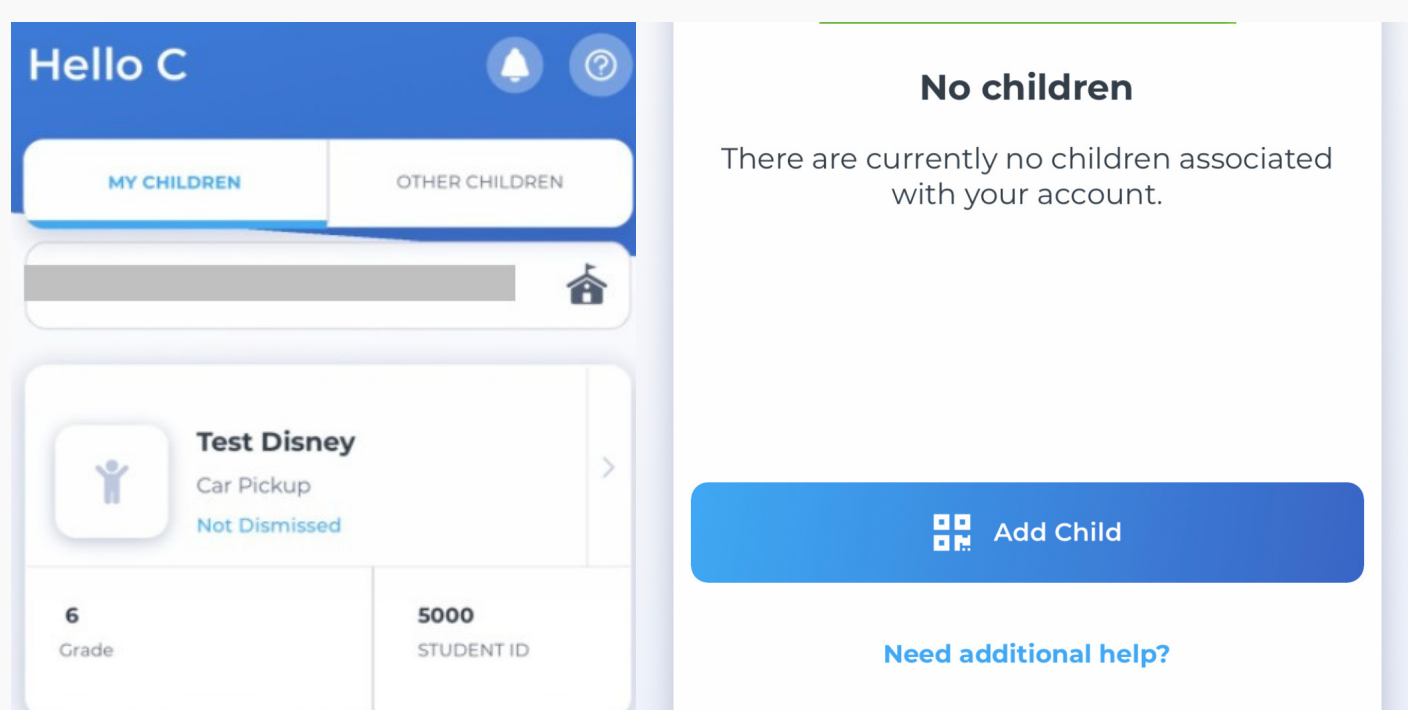 Hello C
MY CHILDREN
OTHER CHILDREN
Test Disney
Car Pickup
Not Dismissed
6
Grade
5000
STUDENT ID
No children
There are currently no children associated
with your account.
Add Child
Need additional help?